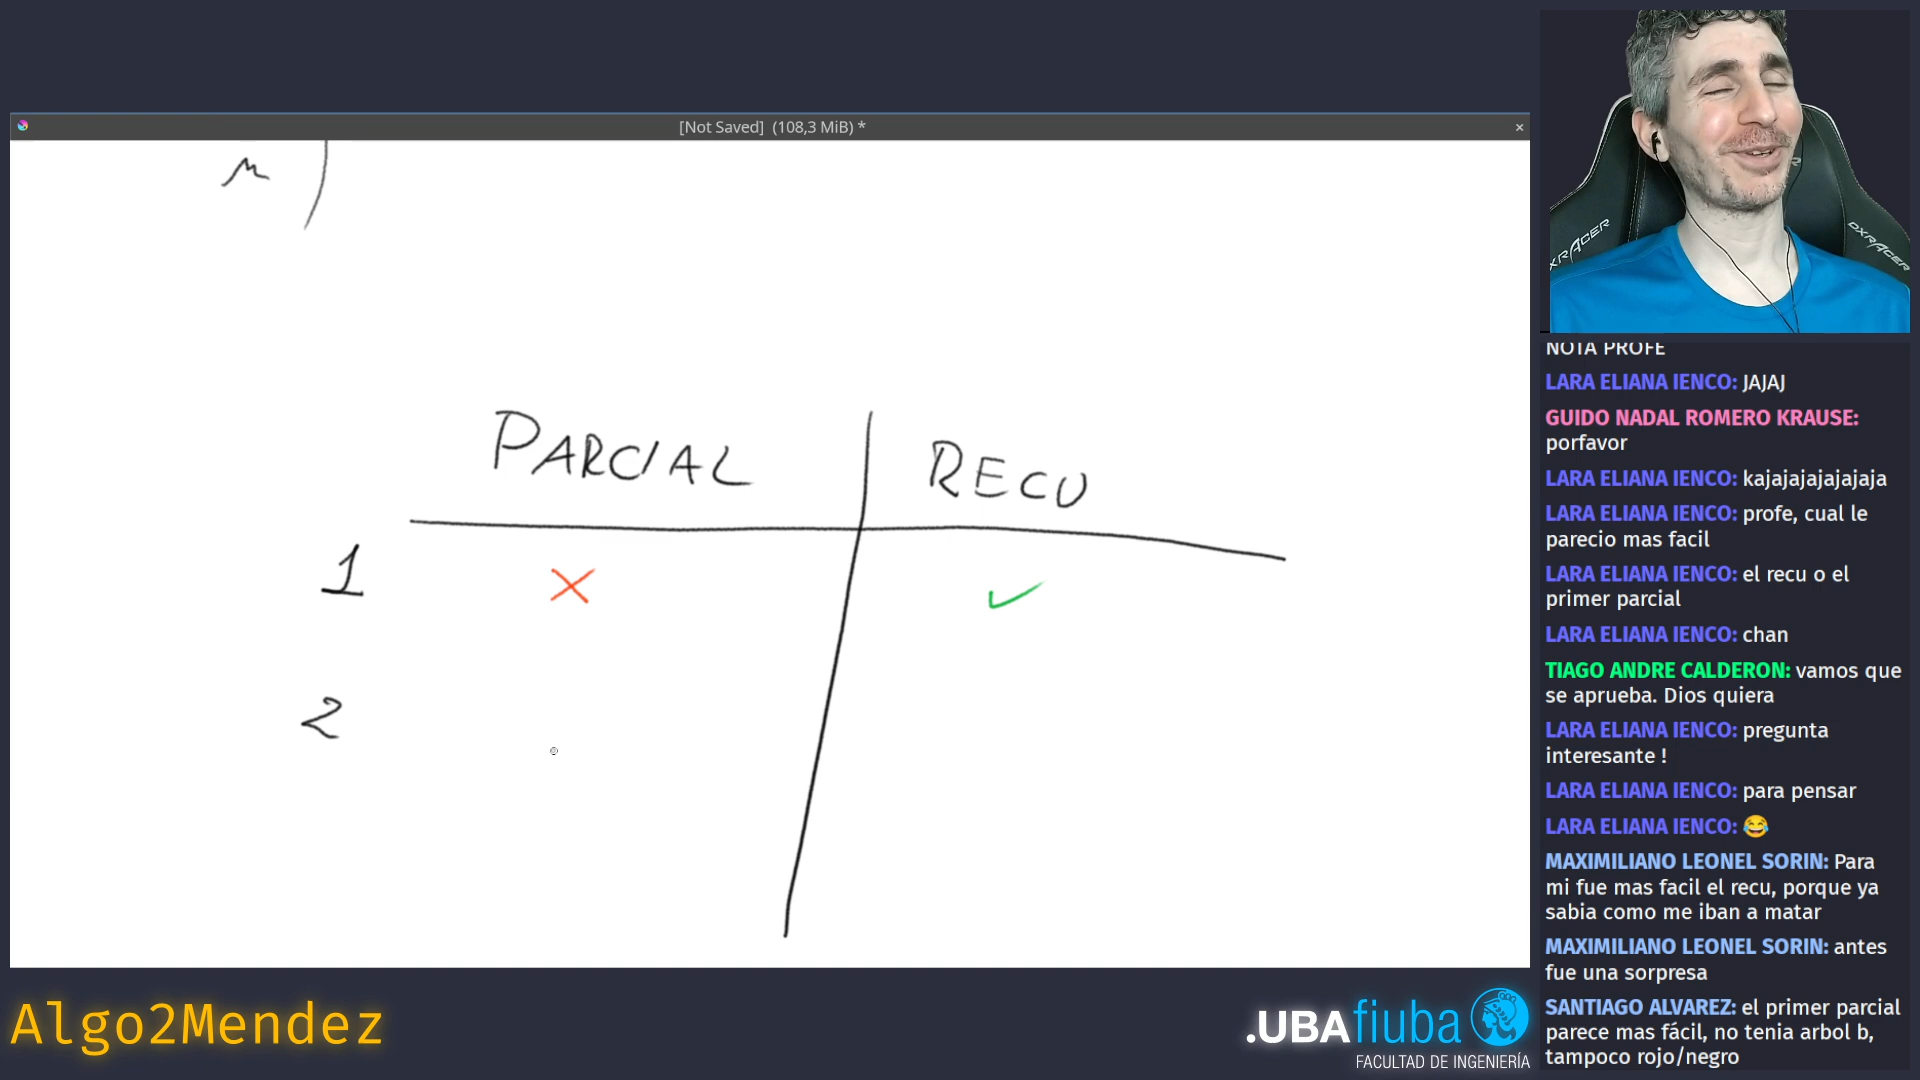 [Not Saved] (108,3 MiB) *
n )
PARCIAL RECU
1
2
NOTA PROFE
LARA ELIANA IENCO: JAJAJ
GUIDO NADAL ROMERO KRAUSE:
porfavor
LARA ELIANA IENCO: kajajajajajajaja
LARA ELIANA IENCO: profe, cual le
parecio mas facil
LARA ELIANA IENCO: el recu o el
primer parcial
LARA ELIANA IENCO: chan
TIAGO ANDRE CALDERON: vamos que
se aprueba. Dios quiera
LARA ELIANA IENCO: pregunta
interesante !
LARA ELIANA IENCO: para pensar
LARA ELIANA IENCO: 😂
MAXIMILIANO LEONEL SORIN: Para
mi fue mas facil el recu, porque ya
sabia como me iban a matar
MAXIMILIANO LEONEL SORIN: antes
fue una sorpresa
SANTIAGO ALVAREZ: el primer parcial
parece mas fácil, no tenia arbol b,
tampoco rojo/negro
DXRACER
Algo2Mendez
.UBAfiuba
FACULTAD DE INGENIERÍA